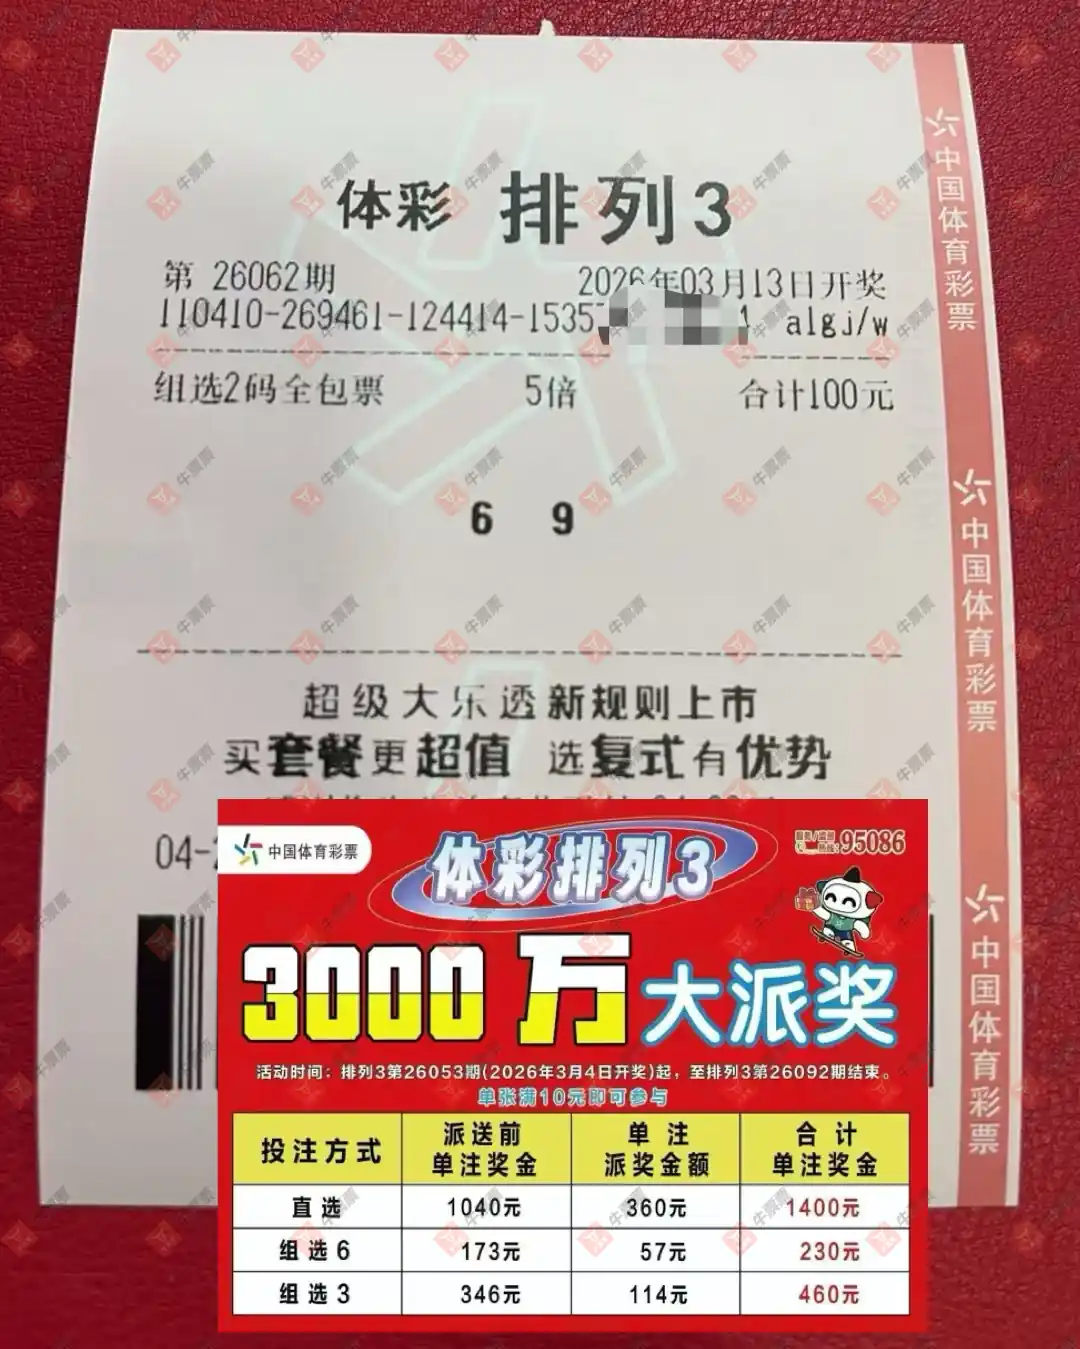 体彩 排列3
第 26062期 2026年03月13日开奖
110410-269461-124414-1535 algj/w
组选2码全包票 5倍 合计100元
6 9
超级大乐透新规则上市
买套餐更超值 选复式有优势
04-2
中国体育彩票
中国体育彩票
中国体育彩票
中国体育彩票
体彩排列3
95086
3000万大派奖
活动时间：排列3第26053期(2026年3月4日开奖)起，至排列3第26092期结束。
单张满10元即可参与
投注方式 派送前单注奖金 单注派奖金额 合计单注奖金
直选 1040元 360元 1400元
组选6 173元 57元 230元
组选3 346元 114元 460元
牛票票